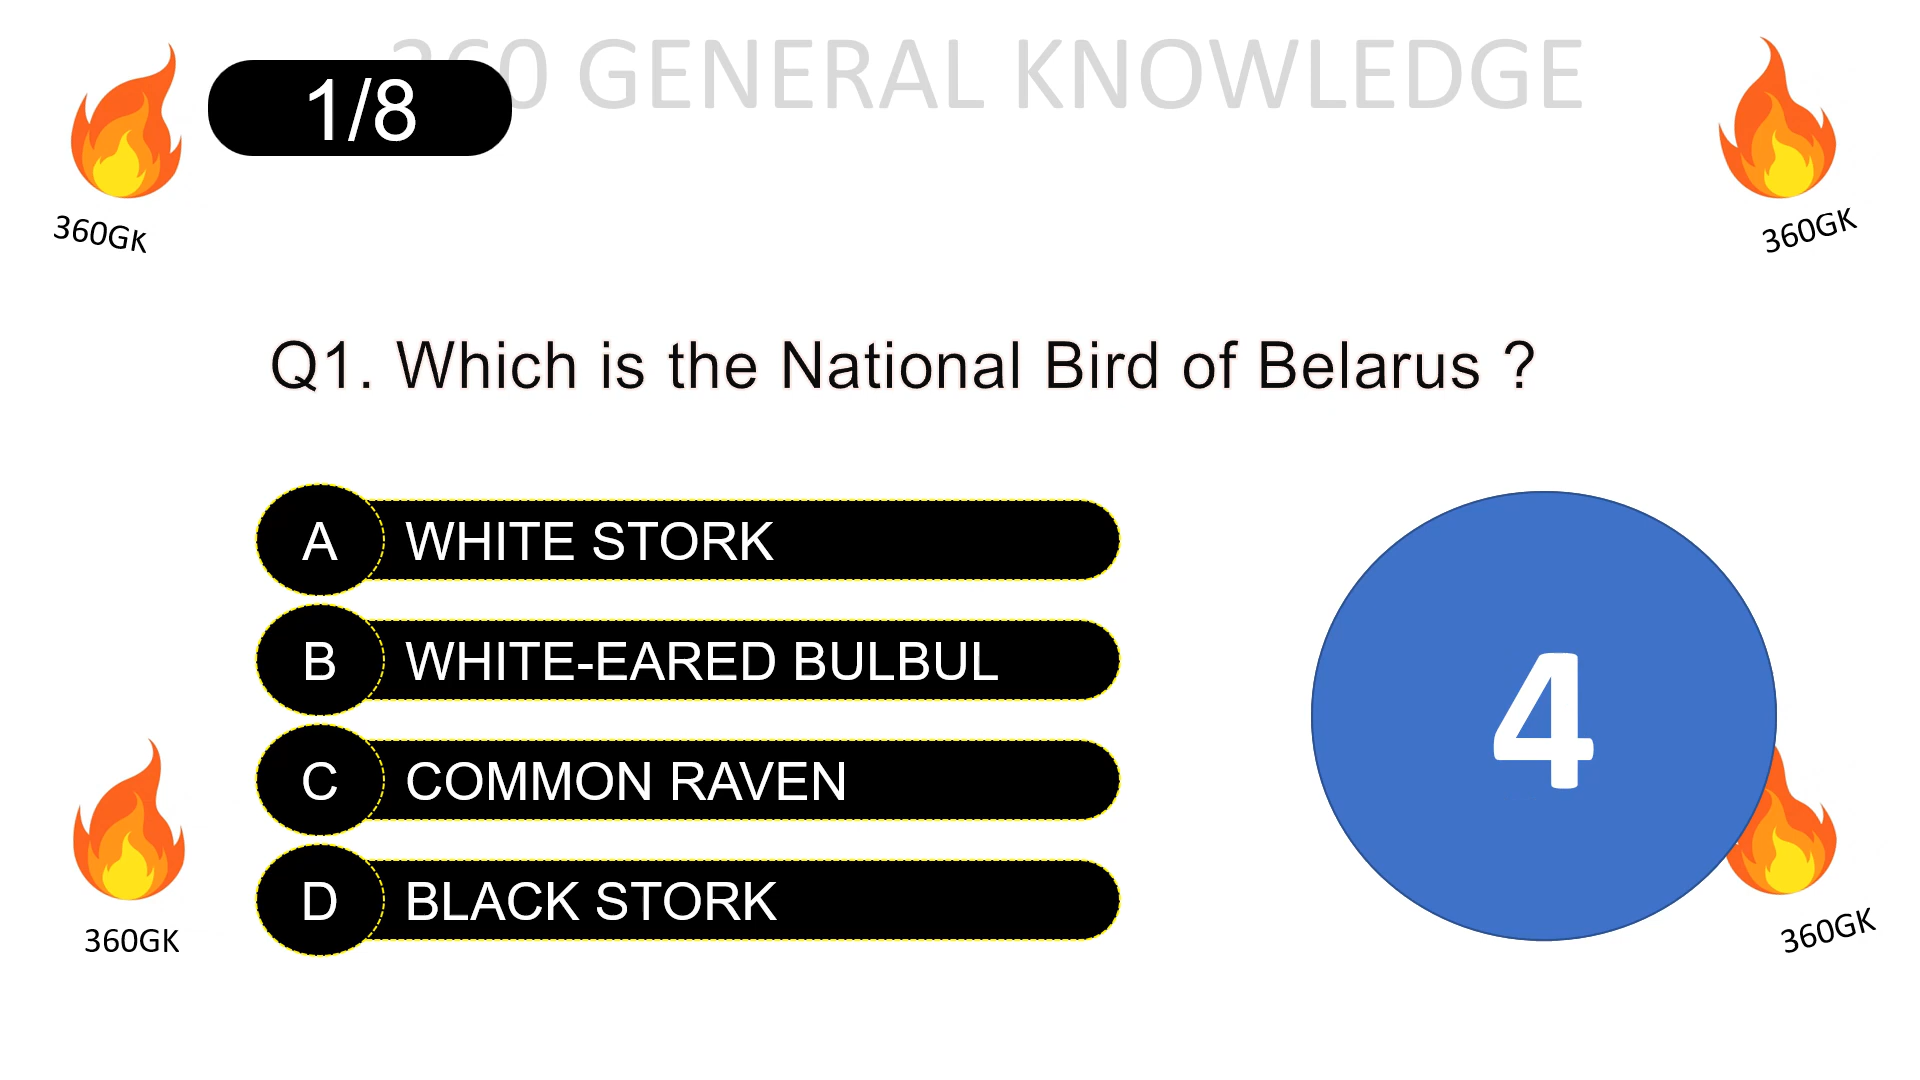 360 GENERAL KNOWLEDGE
1/8
360GK
360GK
Q1. Which is the National Bird of Belarus ?
A WHITE STORK
B WHITE-EARED BULBUL
C COMMON RAVEN
D BLACK STORK
4
360GK
360GK